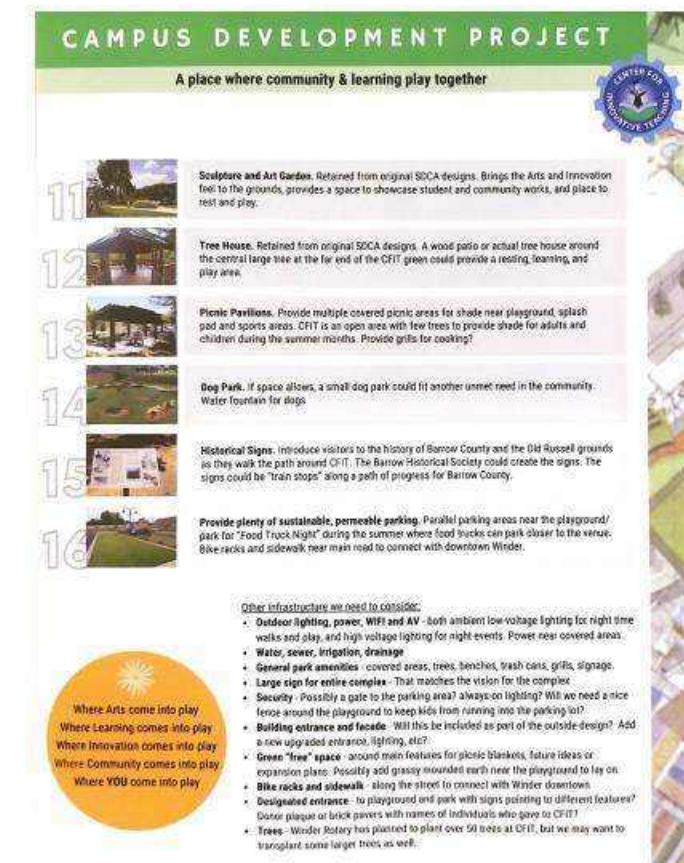 CAMPUS DEVELOPMENT PROJECT
A place where community & learning play together
CENTER FOR
INNOVATIVE TEACHING
11
Sculpture and Art Garden. Retained from original SDCA designs. Brings the Arts and Innovation
feel to the grounds, provides a space to showcase student and community works, and place to
rest and play.
12
Tree House. Retained from original SDCA designs. A wood patio or actual tree house around
the central large tree at the far end of the CFIT green could provide a resting, learning, and
play area.
13
Picnic Pavilions. Provide multiple covered picnic areas for shade near playground, splash
pad and sports areas. CFIT is an open area with few trees to provide shade for adults and
children during the summer months. Provide grills for cooking?
14
Dog Park. If space allows, a small dog park could fit another unmet need in the community.
Water fountain for dogs
15
Historical Signs. Introduce visitors to the history of Barrow County and the Old Russell grounds
as they walk the path around CFIT. The Barrow Historical Society could create the signs. The
signs could be "train stops" along a path of progress for Barrow County.
16
Provide plenty of sustainable, permeable parking. Parallel parking areas near the playground/
park for "Food Truck Night" during the summer where food trucks can park closer to the venue.
Bike racks and sidewalk near main road to connect with downtown Winder.
Other infrastructure we need to consider:
• Outdoor lighting, power, WIFI and AV - both ambient low-voltage lighting for night time
walks and play, and high voltage lighting for night events. Power near covered areas.
• Water, sewer, irrigation, drainage
• General park amenities - covered areas, trees, benches, trash cans, grills, signage.
• Large sign for entire complex - That matches the vision for the complex
• Security - Possibly a gate to the parking area? always-on lighting? Will we need a nice
fence around the playground to keep kids from running into the parking lot?
• Building entrance and facade - Will this be included as part of the outside design? Add
a new upgraded entrance, lighting, etc?
• Green "free" space - around main features for picnic blankets, future ideas or
expansion plans. Possibly add grassy mounded earth near the playground to lay on.
• Bike racks and sidewalk - along the street to connect with Winder downtown
• Designated entrance - to playground and park with signs pointing to different features?
Donor plaque or brick pavers with names of individuals who gave to CFIT?
• Trees - Winder Rotary has planned to plant over 50 trees at CFIT, but we may want to
transplant some larger trees as well.
Where Arts come into play
Where Learning comes into play
Where Innovation comes into play
Where Community comes into play
Where YOU come into play